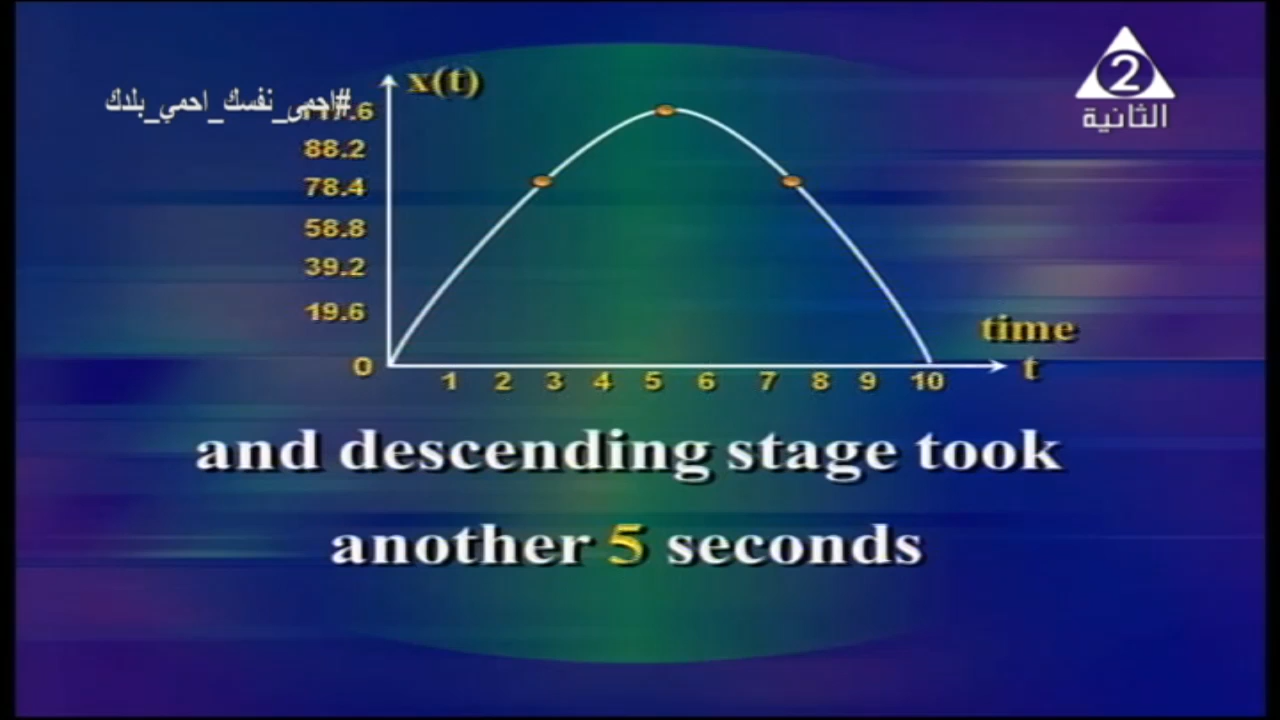 x(t)
2
الثانية
#احمى_نفسك_احمي_بلدك
88.2
78.4
58.8
39.2
19.6
0
time
t
1 2 3 4 5 6 7 8 9 10
and descending stage took
another 5 seconds